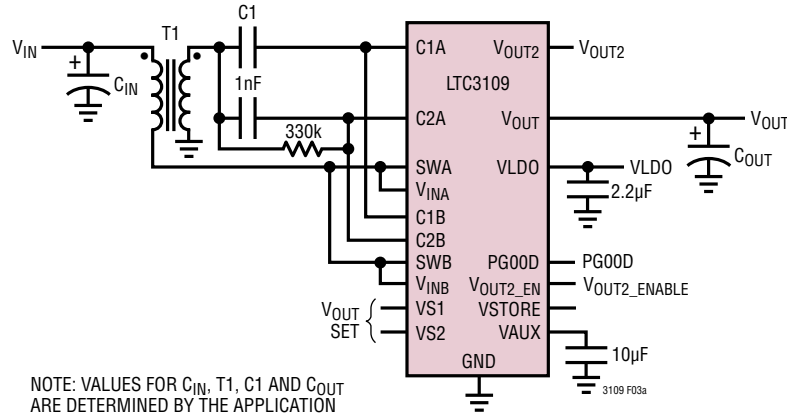 C1
T1
VIN
+
CIN
1nF
330k
C1A
VOUT2
VOUT2
LTC3109
C2A
VOUT
VOUT
+
COUT
SWA
VLDO
VLDO
VINA
2.2µF
C1B
C2B
SWB
PG00D
PG00D
VINB
VOUT2_EN
VOUT2_ENABLE
VOUT
SET
VS1
VSTORE
VS2
VAUX
10µF
GND
3109 F03a
NOTE: VALUES FOR CIN, T1, C1 AND COUT
ARE DETERMINED BY THE APPLICATION